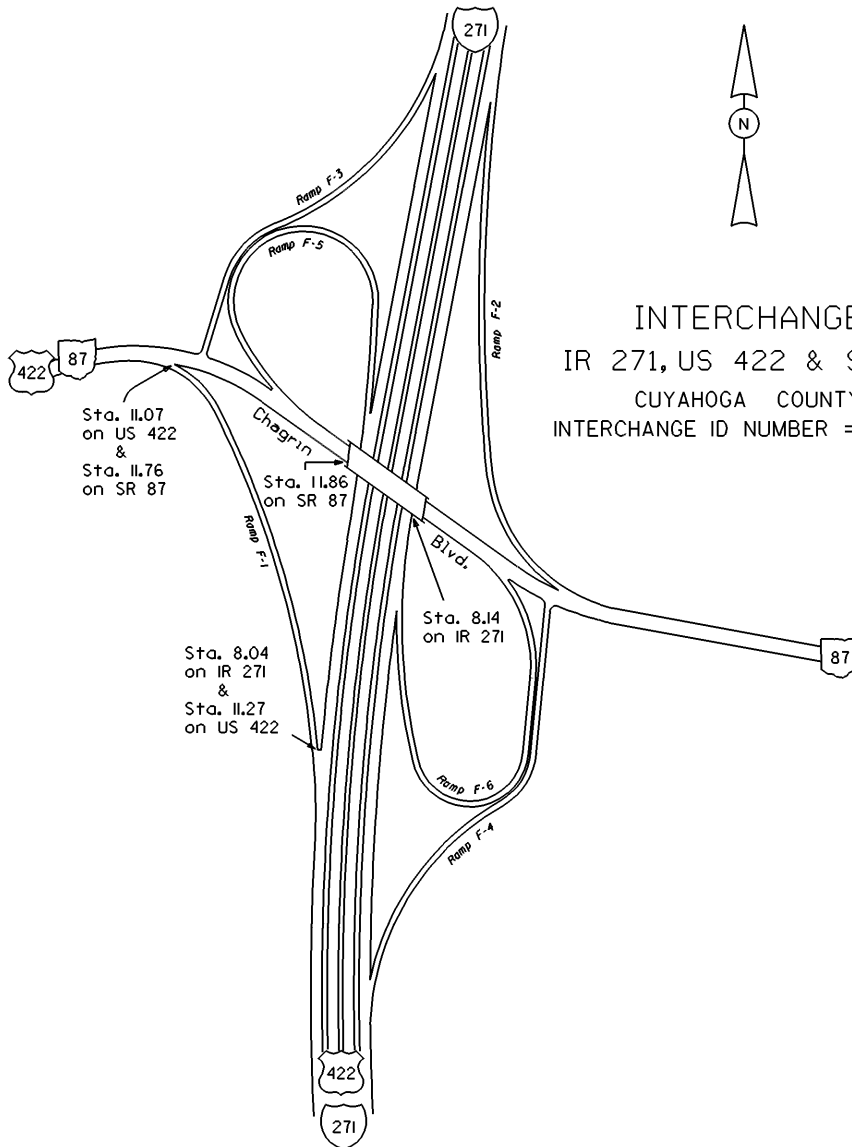 271
N
Ramp F-3
Ramp F-5
Ramp F-2
INTERCHANGE
IR 271, US 422 & S
CUYAHOGA COUNTY
INTERCHANGE ID NUMBER =
422
87
Sta. 11.07
on US 422
&
Sta. 11.76
on SR 87
Chagrin
Blvd.
Sta. 11.86
on SR 87
Ramp F-1
Sta. 8.14
on IR 271
87
Sta. 8.04
on IR 271
&
Sta. 11.27
on US 422
Ramp F-6
Ramp F-4
422
271